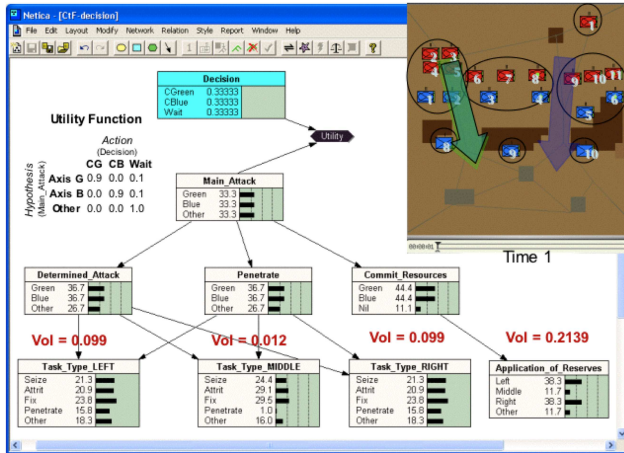 Netica - [CtF-decision]
File Edit Layout Modify Network Relation Style Report Window Help
Decision
CGreen 0.33333
CBlue 0.33333
Wait 0.33333
Utility
Utility Function
Action
(Decision)
CG CB Wait
Hypothesis
(Main_Attack)
Axis G 0.9 0.0 0.1
Axis B 0.0 0.9 0.1
Other 0.0 0.0 1.0
Main_Attack
Green 33.3
Blue 33.3
Other 33.3
Time 1
Determined_Attack
Green 36.7
Blue 36.7
Other 26.7
Penetrate
Green 36.7
Blue 36.7
Other 26.7
Commit_Resources
Green 44.4
Blue 44.4
Nil 11.1
Vol = 0.099
Vol = 0.012
Vol = 0.099
Vol = 0.2139
Task_Type_LEFT
Seize 21.3
Attrit 20.9
Fix 23.8
Penetrate 15.8
Other 18.3
Task_Type_MIDDLE
Seize 24.4
Attrit 29.1
Fix 29.5
Penetrate 1.0
Other 16.0
Task_Type_RIGHT
Seize 21.3
Attrit 20.9
Fix 23.8
Penetrate 15.8
Other 18.3
Application_of_Reserves
Left 38.3
Middle 11.7
Right 38.3
Other 11.7